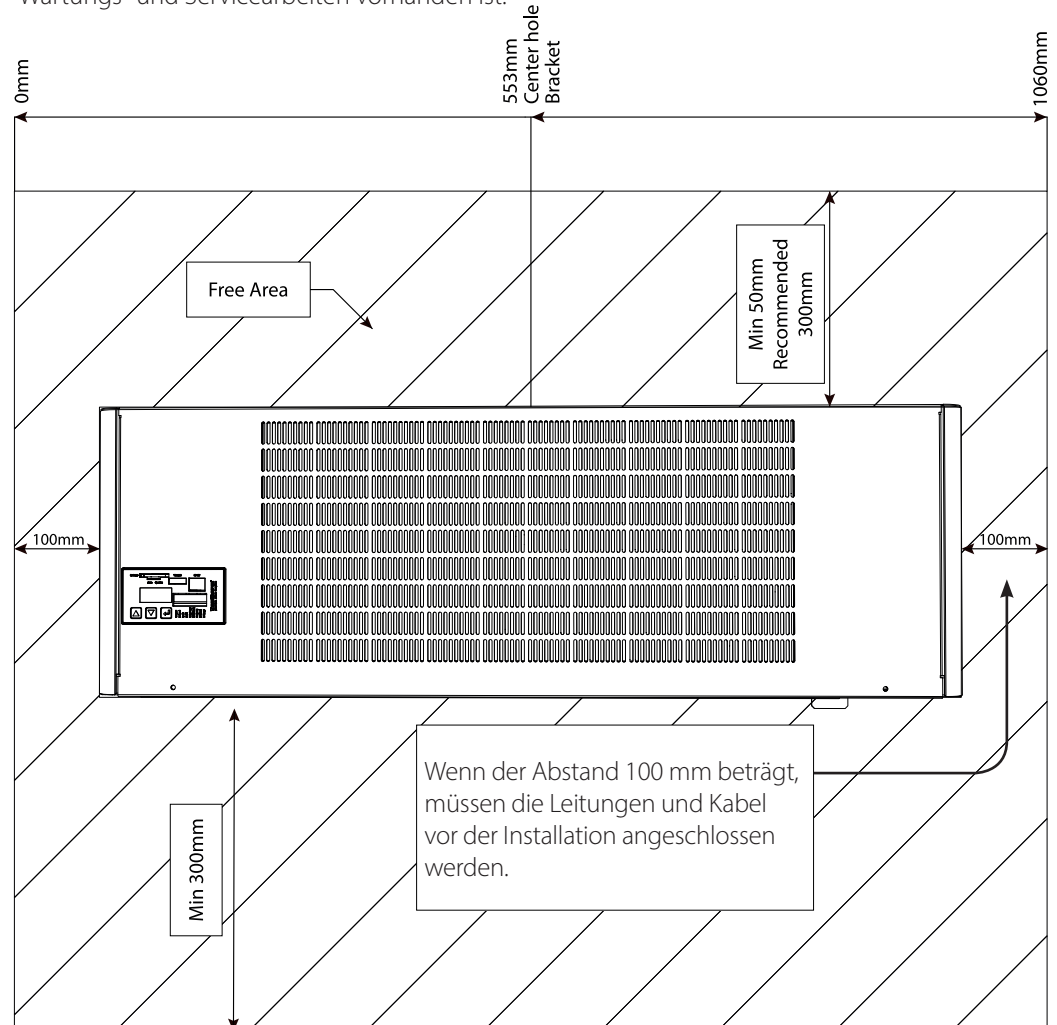 Wartungs- und Servicearbeiten vorhanden ist.
0mm
553mm
Center hole
Bracket
1060mm
Free Area
Min 50mm
Recommended
300mm
100mm
100mm
Wenn der Abstand 100 mm beträgt,
müssen die Leitungen und Kabel
vor der Installation angeschlossen
werden.
Min 300mm